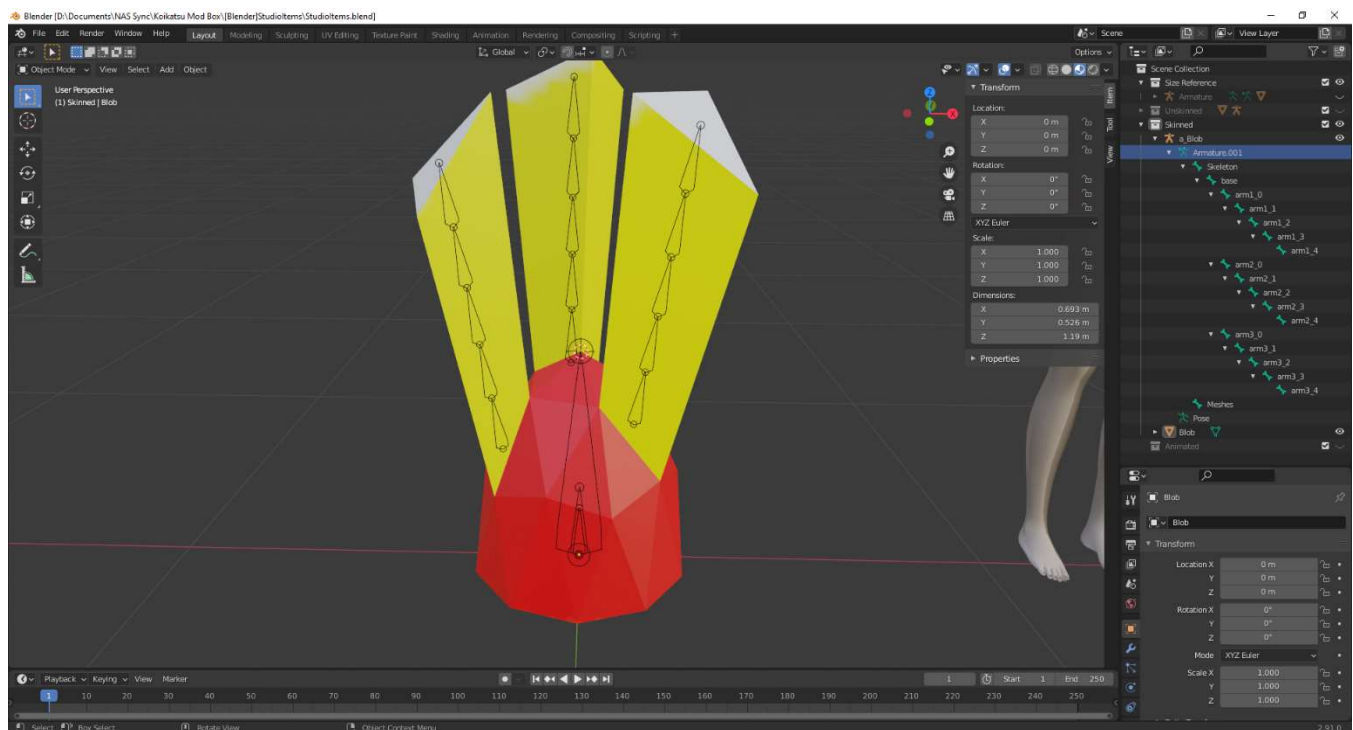 Blender [D:\Documents\NAS Sync\Koikatsu Mod Box\[Blender]StudioItems\StudioItems.blend]
File Edit Render Window Help Layout Modeling Sculpting UV Editing Texture Paint Shading Animation Rendering Compositing Scripting + Scene View Layer
Global Options
Object Mode View Select Add Object
User Perspective
(1) Skinned | Blob
Transform
Location:
X 0 m
Y 0 m
Z 0 m
Rotation:
X 0°
Y 0°
Z 0°
XYZ Euler
Scale:
X 1.000
Y 1.000
Z 1.000
Dimensions:
X 0.693 m
Y 0.526 m
Z 1.19 m
Properties
Item
Tool
View
X
Z
Scene Collection
Size Reference
Armature
Unskinned
Skinned
a_Blob
Armature.001
Skeleton
base
arm1_0
arm1_1
arm1_2
arm1_3
arm1_4
arm2_0
arm2_1
arm2_2
arm2_3
arm2_4
arm3_0
arm3_1
arm3_2
arm3_3
arm3_4
Meshes
Pose
Blob
Animated
Blob
Blob
Transform
Location X 0 m
Y 0 m
Z 0 m
Rotation X 0°
Y 0°
Z 0°
Mode XYZ Euler
Scale X 1.000
Y 1.000
Z 1.000
Playback Keying View Marker 1 Start 1 End 250
1 10 20 30 40 50 60 70 80 90 100 110 120 130 140 150 160 170 180 190 200 210 220 230 240 250
Select Box Select Rotate View Object Context Menu 2.91.0